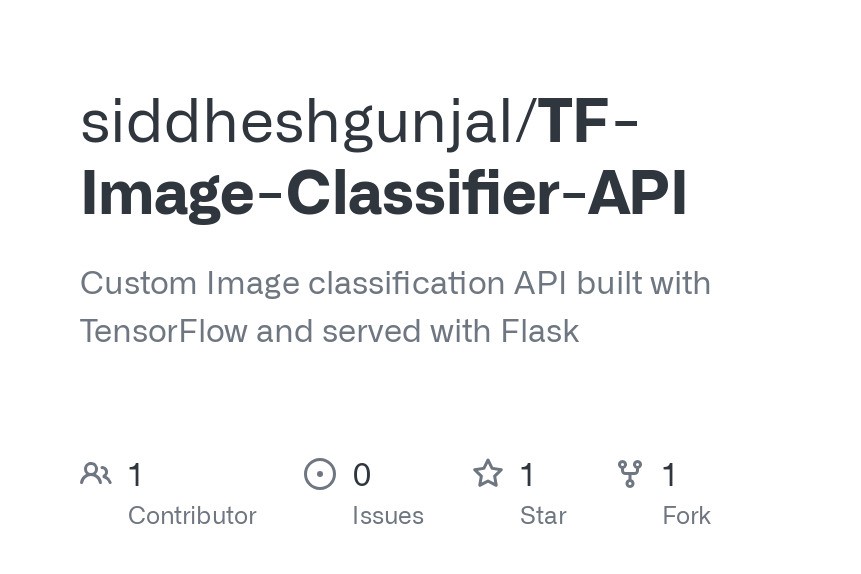 siddheshgunjal/TF-
Image-Classifier-API
Custom Image classification API built with
TensorFlow and served with Flask
1 0 1 1
Contributor Issues Star Fork